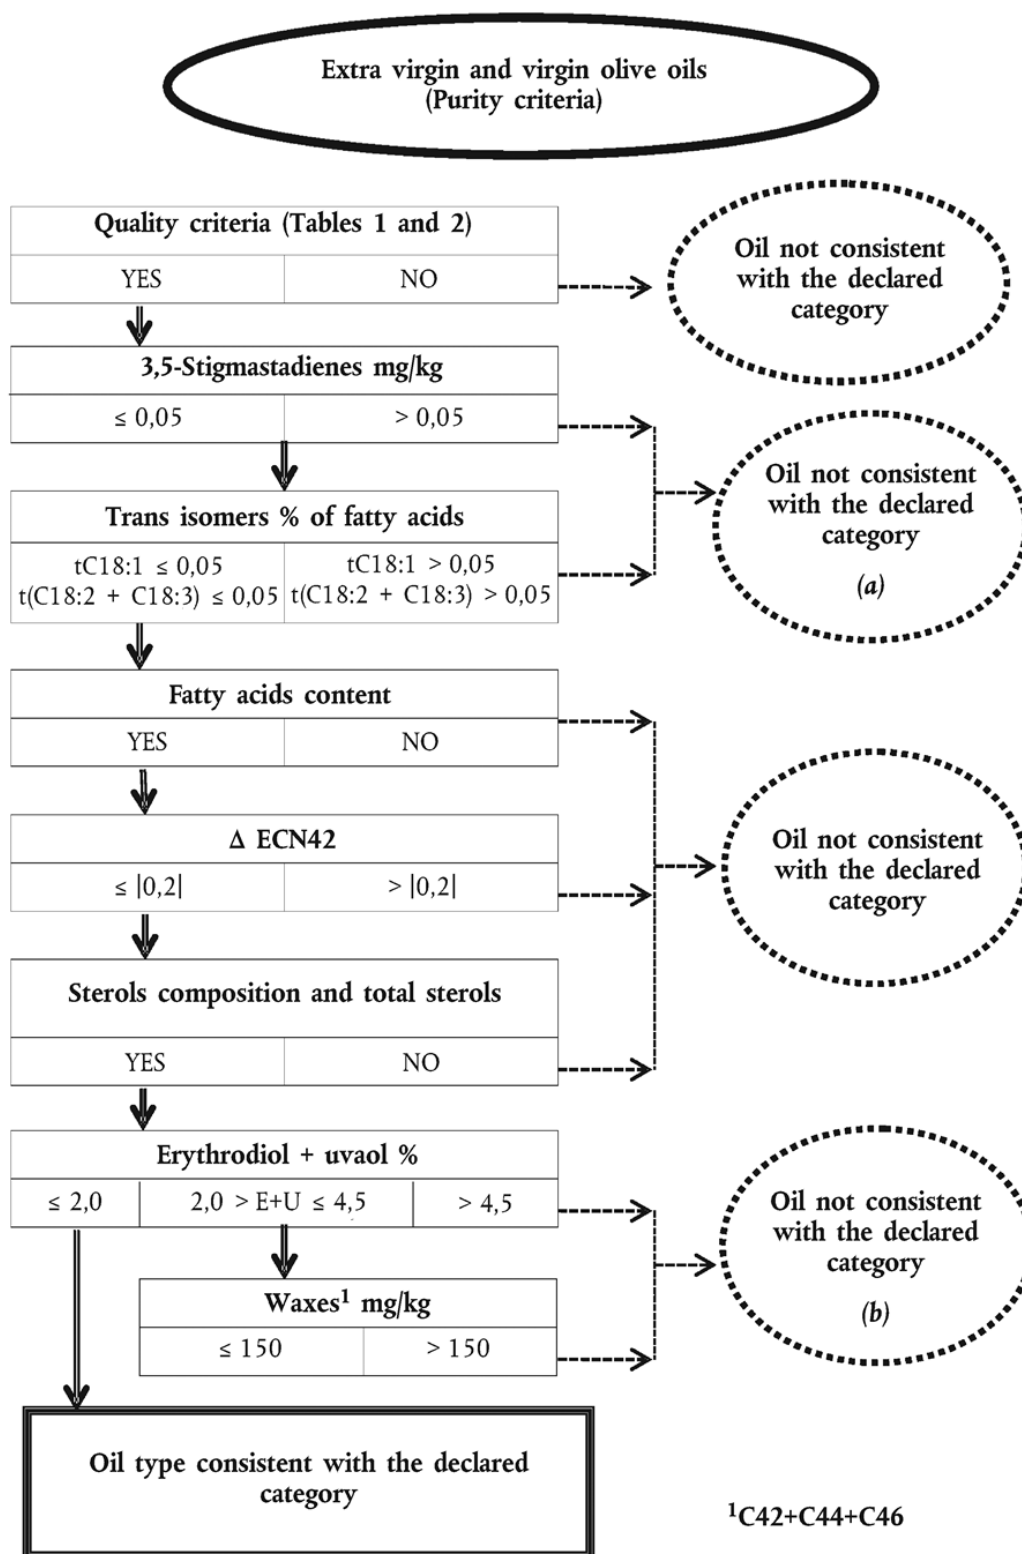 Extra virgin and virgin olive oils
(Purity criteria)
Quality criteria (Tables 1 and 2)
YES
NO
Oil not consistent
with the declared
category
3,5-Stigmastadienes mg/kg
≤ 0,05
> 0,05
Oil not consistent
with the declared
category
(a)
Trans isomers % of fatty acids
tC18:1 ≤ 0,05
t(C18:2 + C18:3) ≤ 0,05
tC18:1 > 0,05
t(C18:2 + C18:3) > 0,05
Fatty acids content
YES
NO
Δ ECN42
≤ |0,2|
> |0,2|
Oil not consistent
with the declared
category
Sterols composition and total sterols
YES
NO
Erythrodiol + uvaol %
≤ 2,0
2,0 > E+U ≤ 4,5
> 4,5
Oil not consistent
with the declared
category
(b)
Waxes¹ mg/kg
≤ 150
> 150
Oil type consistent with the declared
category
¹C42+C44+C46